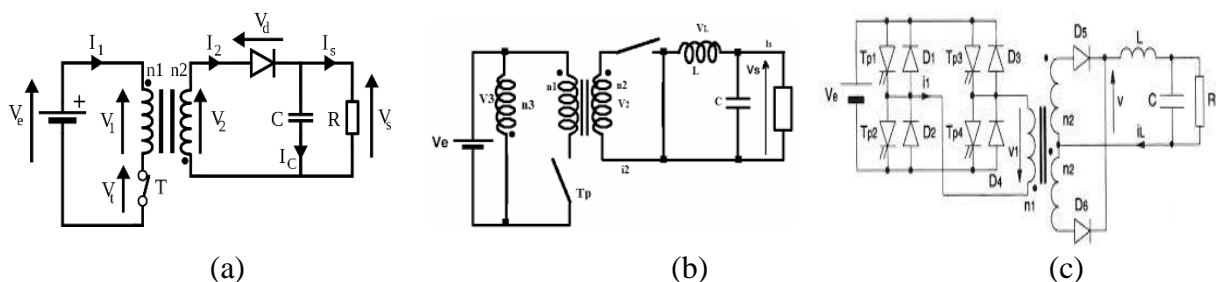 I1 n1 n2 I2 Vd Is
Ve + V1 V2 C R Vs
Vt T IC
(a)
VL Is
V3 n3 n1 n2 V2 L C Vs
Ve Tp i2
(b)
D5 L
Tp1 D1 Tp3 D3
Ve i1 n2 V C R
Tp2 D2 Tp4 v1 iL
D4 n1 n2
D6
(c)